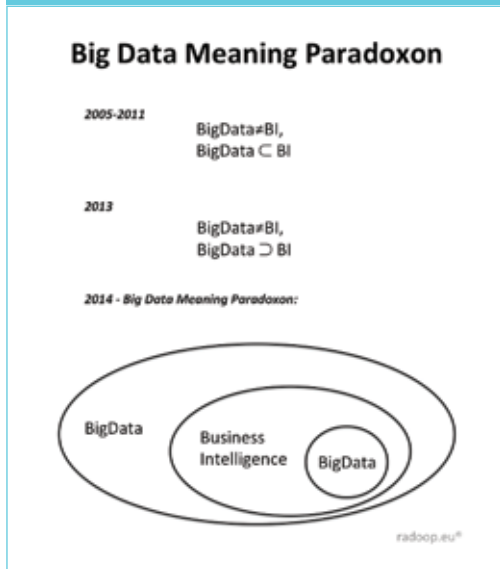 Big Data Meaning Paradoxon
2005-2011
BigData≠BI,
BigData ⊂ BI
2013
BigData≠BI,
BigData ⊃ BI
2014 - Big Data Meaning Paradoxon:
BigData
Business
Intelligence
BigData
radoop.eu®